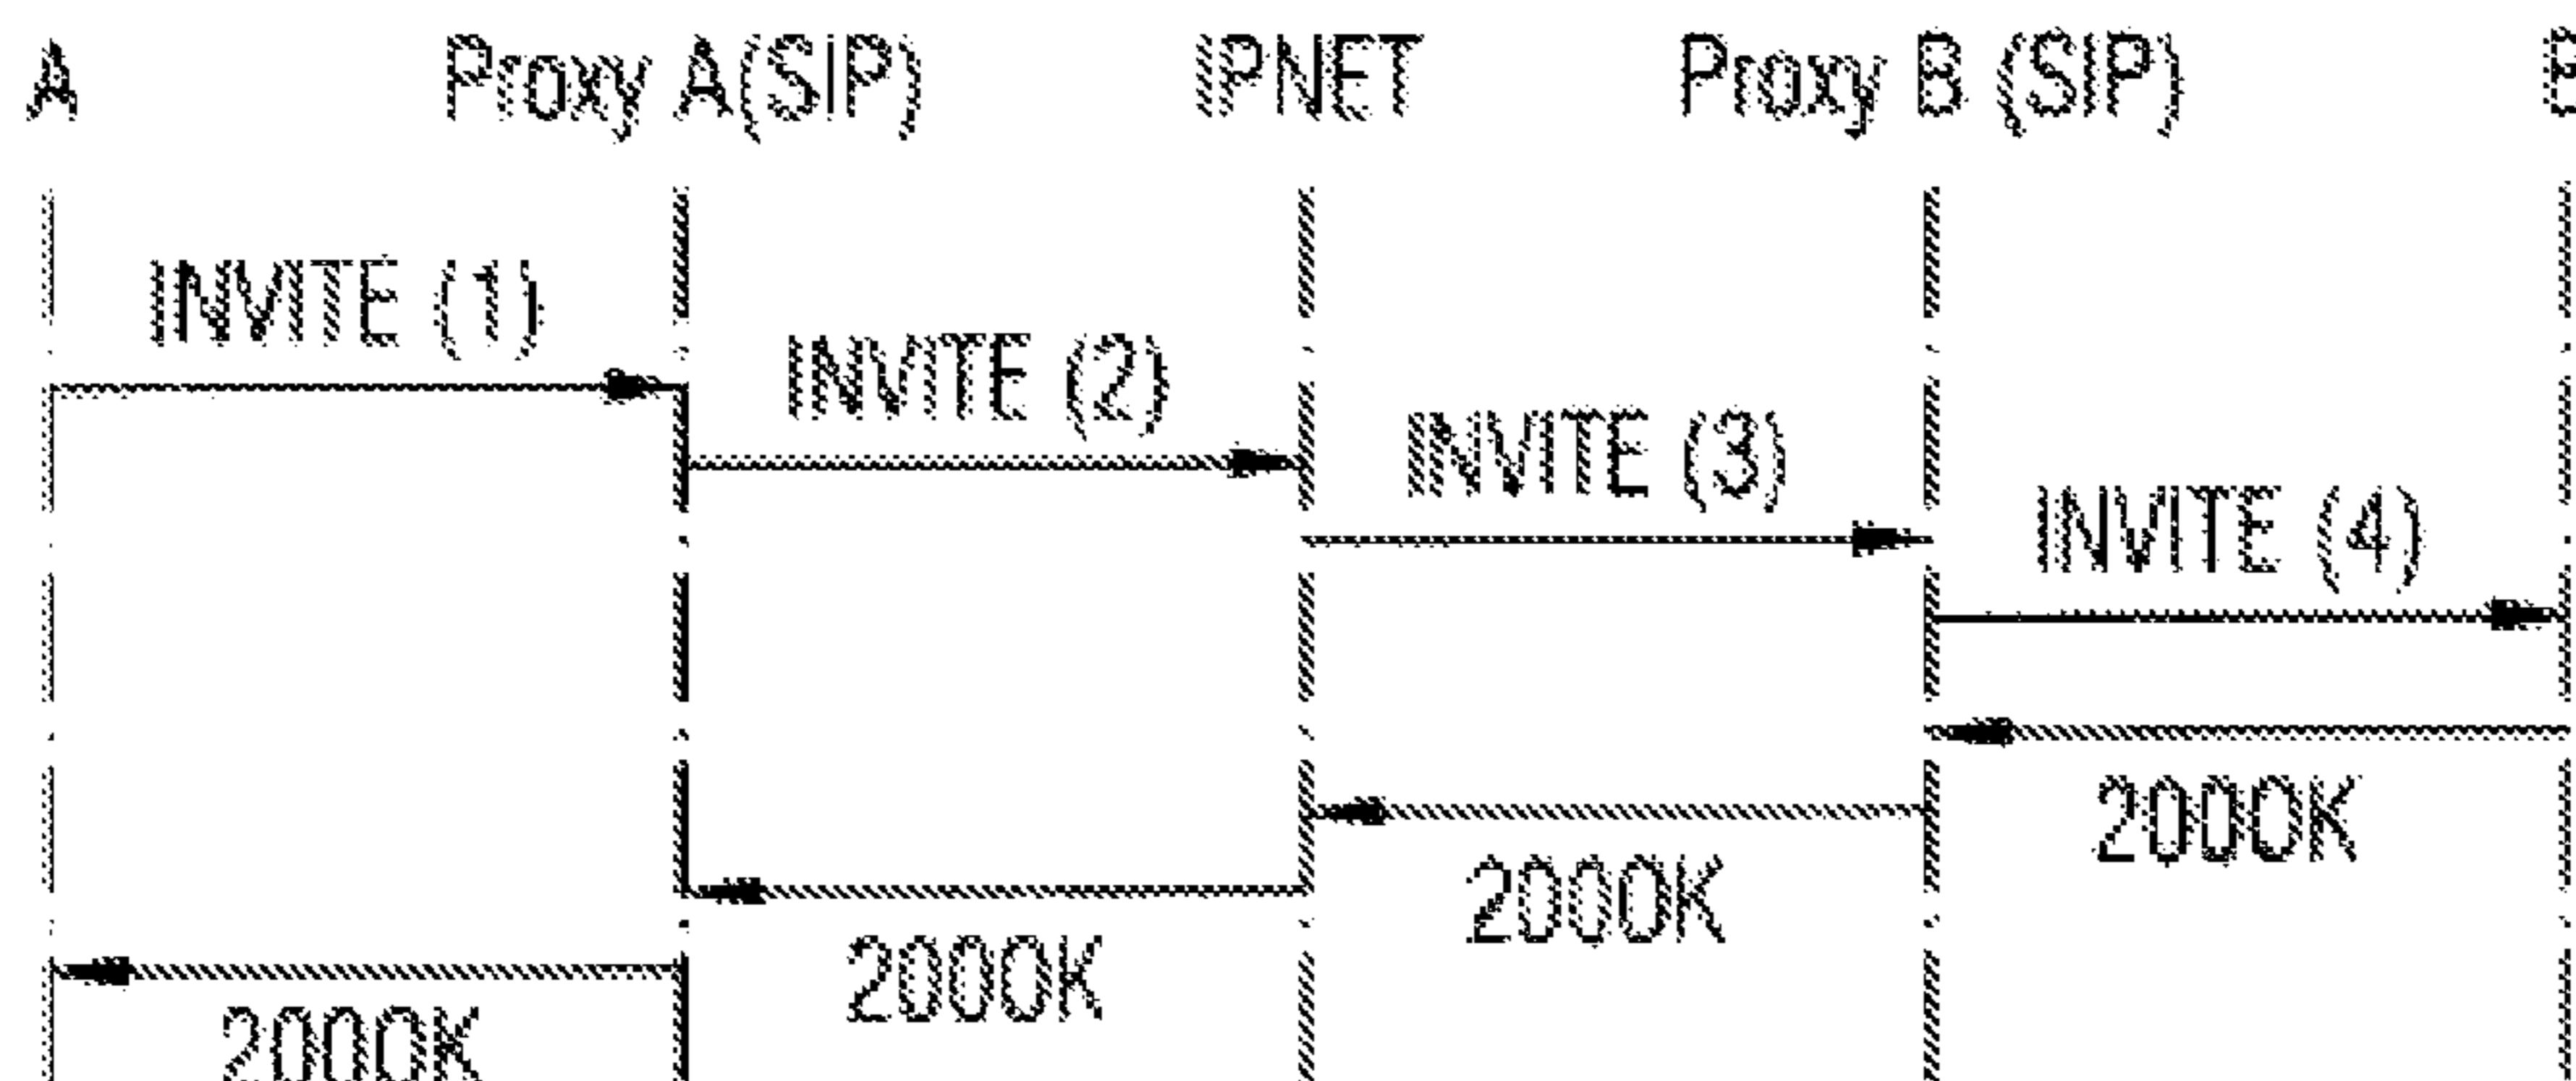 A Proxy A(SIP) IPNET Proxy B (SIP) B
INVITE (1)
INVITE (2)
INVITE (3)
INVITE (4)
200OK
200OK
200OK
200OK